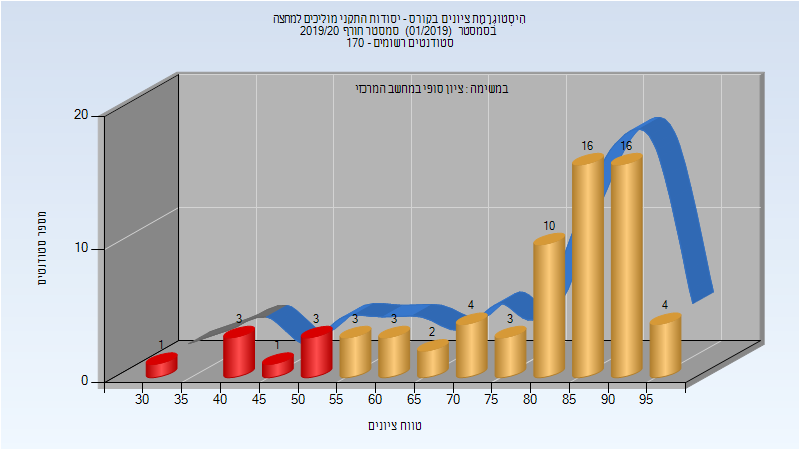 היסטוגרמת ציונים בקורס - יסודות התקני מוליכים למחצה
בסמסטר (01/2019) סמסטר חורף 2019/20
סטודנטים רשומים - 170
במשימה : ציון סופי במחשב המרכזי
מספר סטודנטים
20
10
0
1
3
1
3
3
3
2
4
3
10
16
16
4
30 35 40 45 50 55 60 65 70 75 80 85 90 95
טווח ציונים